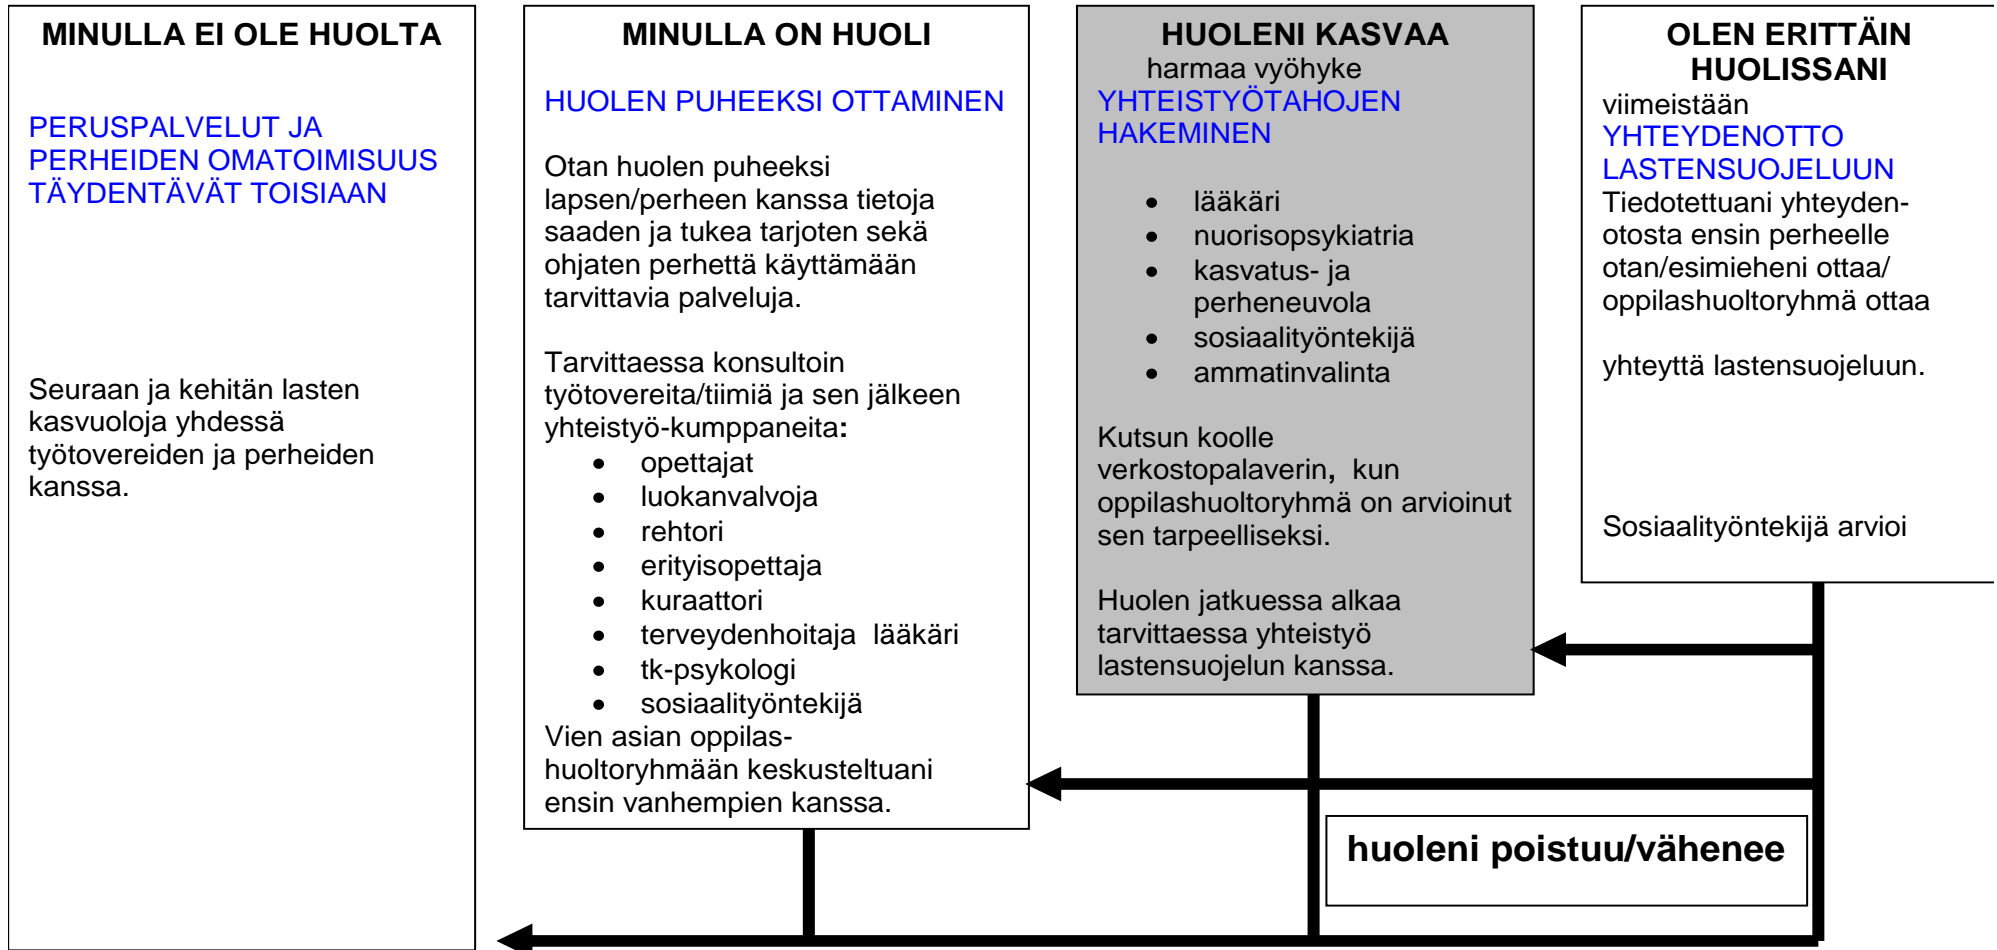 MINULLA EI OLE HUOLTA
PERUSPALVELUT JA
PERHEIDEN OMATOIMISUUS
TÄYDENTÄVÄT TOISIAAN
Seuraan ja kehitän lasten
kasvuoloja yhdessä
työtovereiden ja perheiden
kanssa.
MINULLA ON HUOLI
HUOLEN PUHEEKSI OTTAMINEN
Otan huolen puheeksi
lapsen/perheen kanssa tietoja
saaden ja tukea tarjoten sekä
ohjaten perhettä käyttämään
tarvittavia palveluja.
Tarvittaessa konsultoin
työtovereita/tiimiä ja sen jälkeen
yhteistyö-kumppaneita:
• opettajat
• luokanvalvoja
• rehtori
• erityisopettaja
• kuraattori
• terveydenhoitaja lääkäri
• tk-psykologi
• sosiaalityöntekijä
Vien asian oppilas-
huoltoryhmään keskusteltuani
ensin vanhempien kanssa.
HUOLENI KASVAA
harmaa vyöhyke
YHTEISTYÖTAHOJEN
HAKEMINEN
• lääkäri
• nuorisopsykiatria
• kasvatus- ja
perheneuvola
• sosiaalityöntekijä
• ammatinvalinta
Kutsun koolle
verkostopalaverin, kun
oppilashuoltoryhmä on arvioinut
sen tarpeelliseksi.
Huolen jatkuessa alkaa
tarvittaessa yhteistyö
lastensuojelun kanssa.
OLEN ERITTÄIN
HUOLISSANI
viimeistään
YHTEYDENOTTO
LASTENSUOJELUUN
Tiedotettuani yhteyden-
otosta ensin perheelle
otan/esimieheni ottaa/
oppilashuoltoryhmä ottaa
yhteyttä lastensuojeluun.
Sosiaalityöntekijä arvioi
huoleni poistuu/vähenee